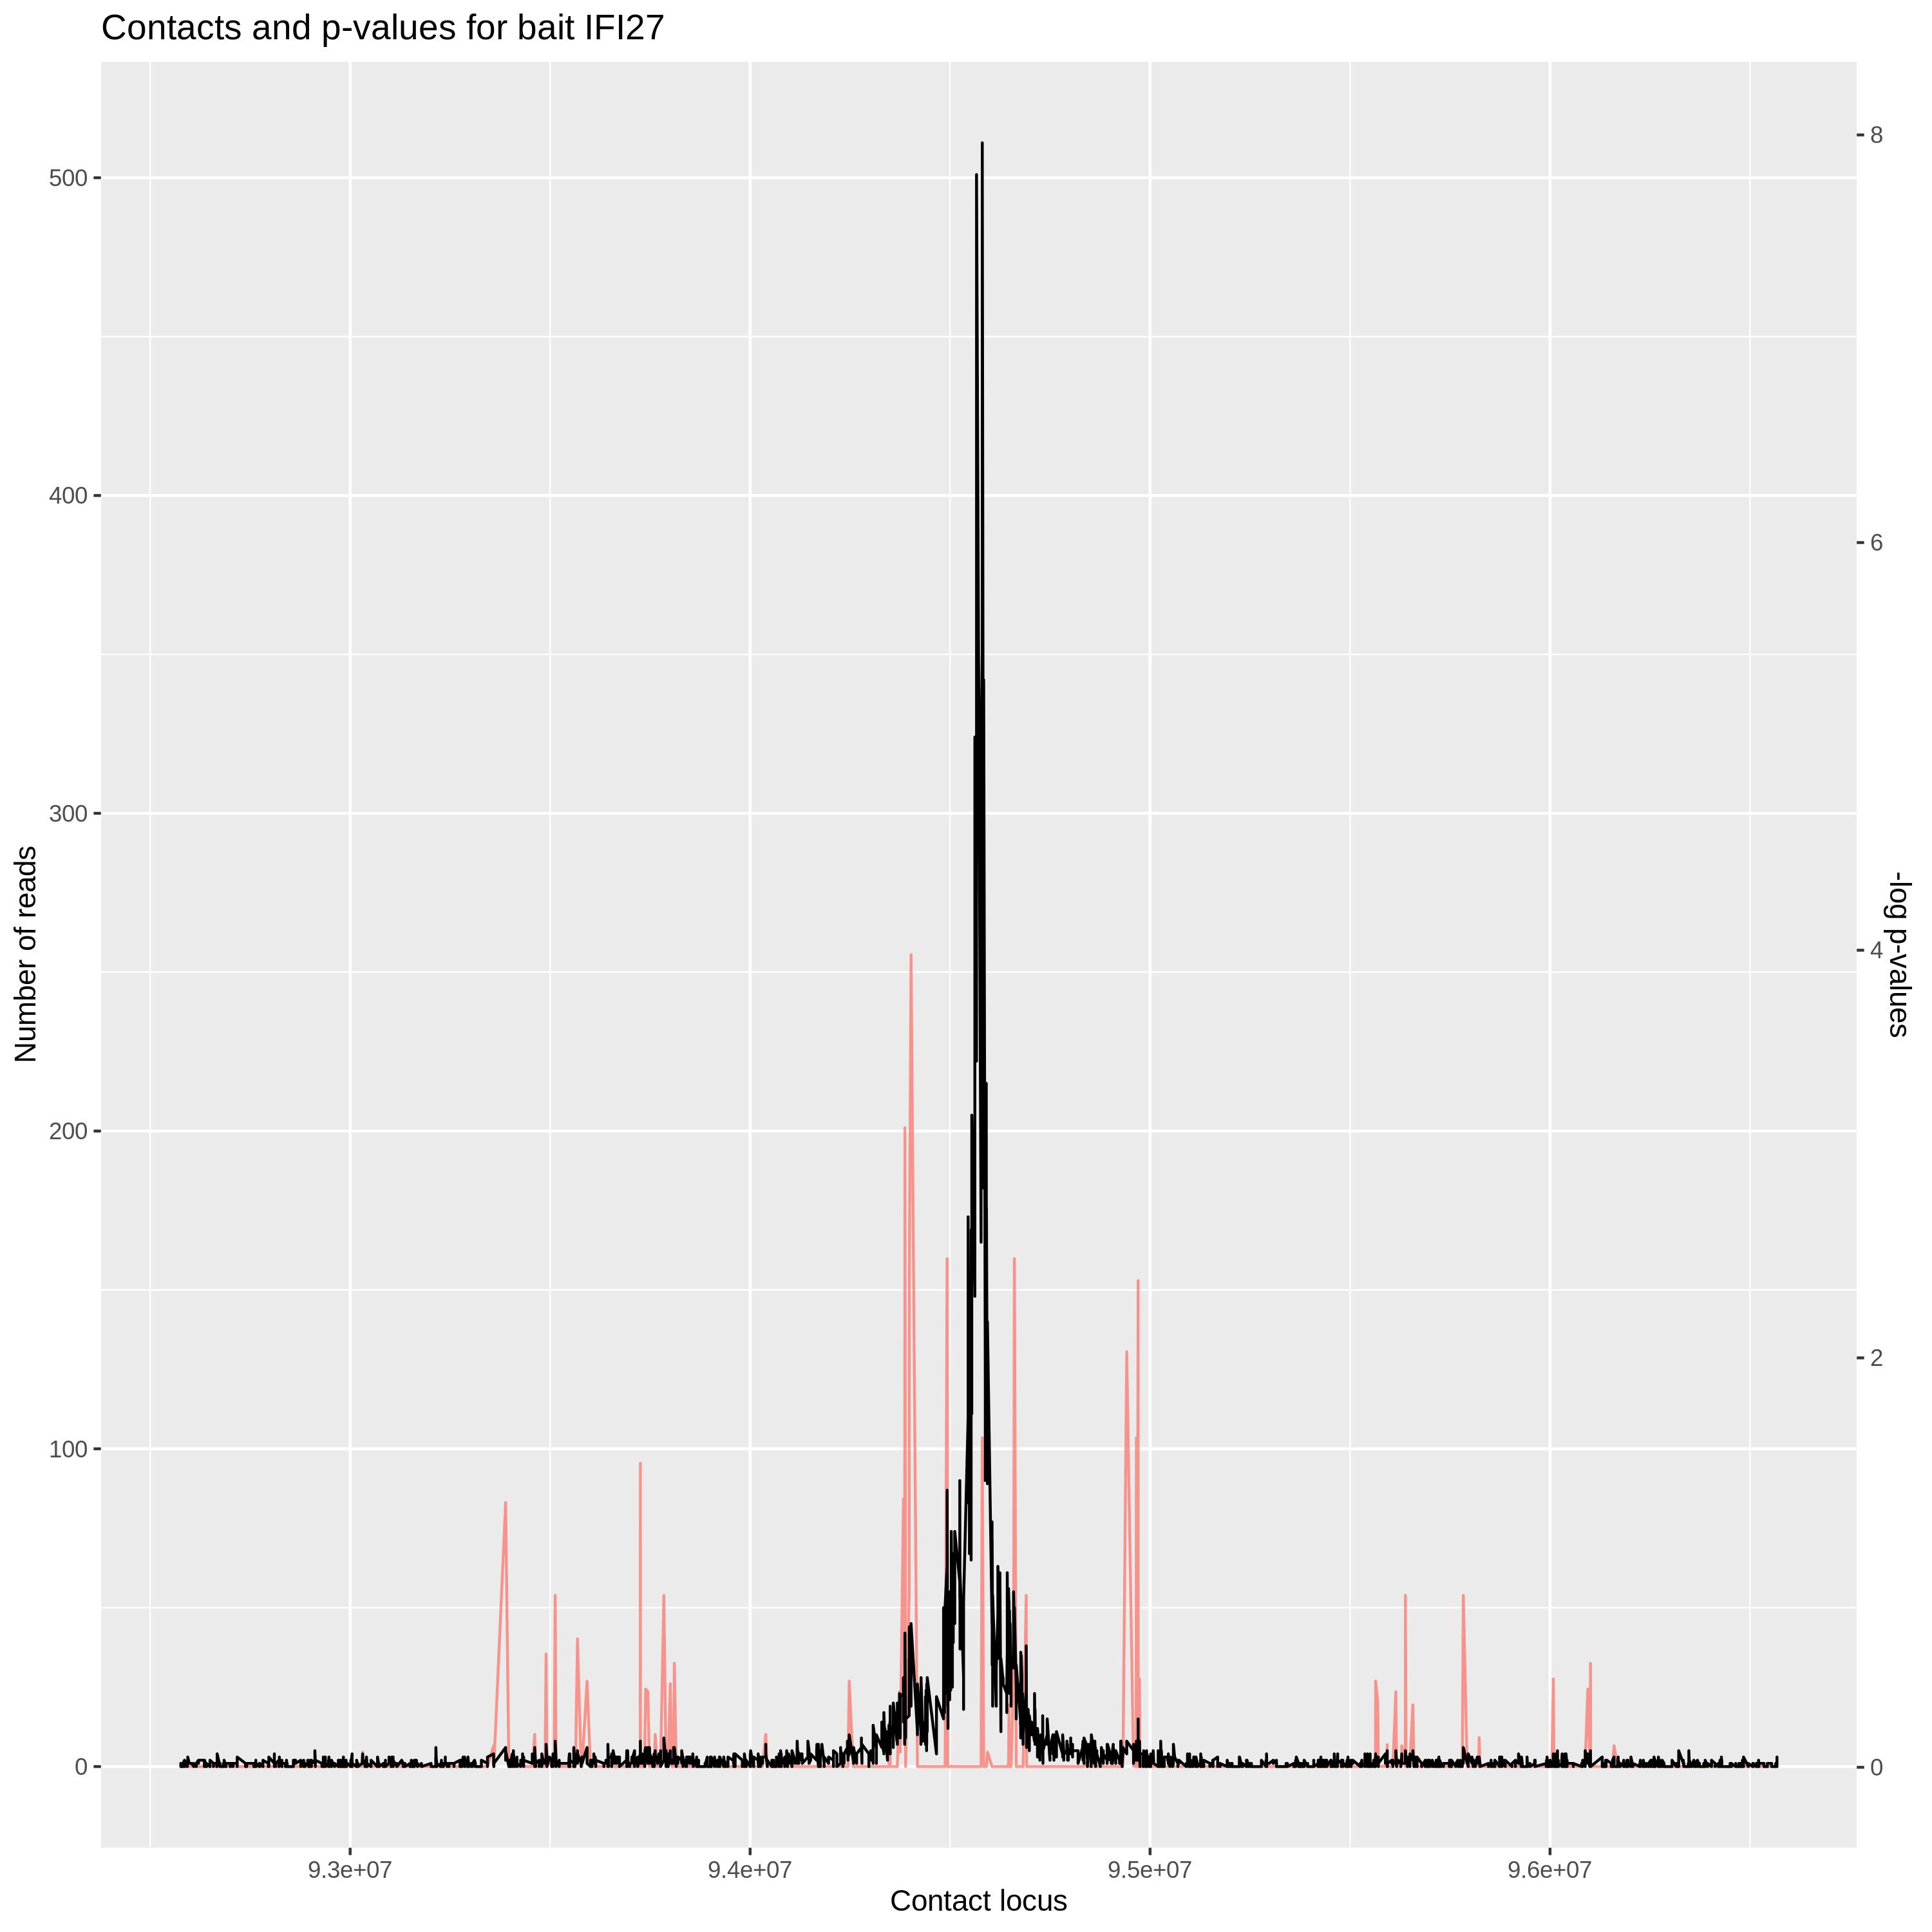 Contacts and p-values for bait IFI27
Number of reads
500
400
300
200
100
0
8
6
4
2
0
-log p-values
9.3e+07
9.4e+07
9.5e+07
9.6e+07
Contact locus